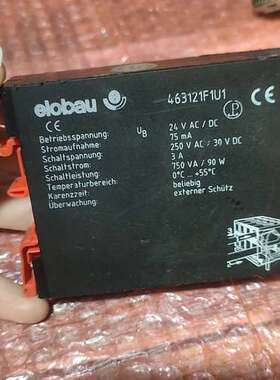 elobau 463121F1U1
CE
Betriebsspannung: UB 24 V AC / DC
Stromaufnahme: 75 mA
Schaltspannung: 250 V AC / 30 V DC
Schaltstrom: 3 A
Schaltleistung: 750 VA / 90 W
Temperaturbereich: 0°C ... +55°C
Karenzzeit: beliebig
Überwachung: externer Schütz